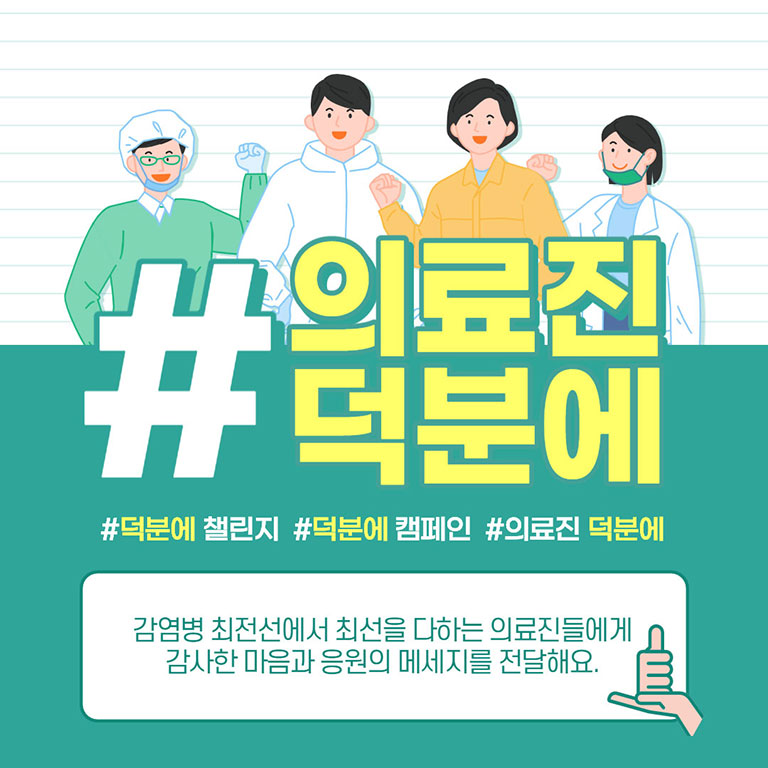 #의료진
덕분에
#덕분에 챌린지 #덕분에 캠페인 #의료진 덕분에
감염병 최전선에서 최선을 다하는 의료진들에게
감사한 마음과 응원의 메세지를 전달해요.